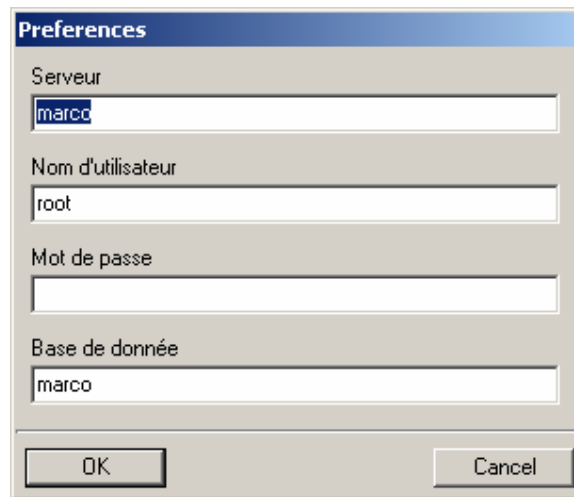 Preferences
Serveur
marco
Nom d'utilisateur
root
Mot de passe
Base de donnée
marco
OK
Cancel